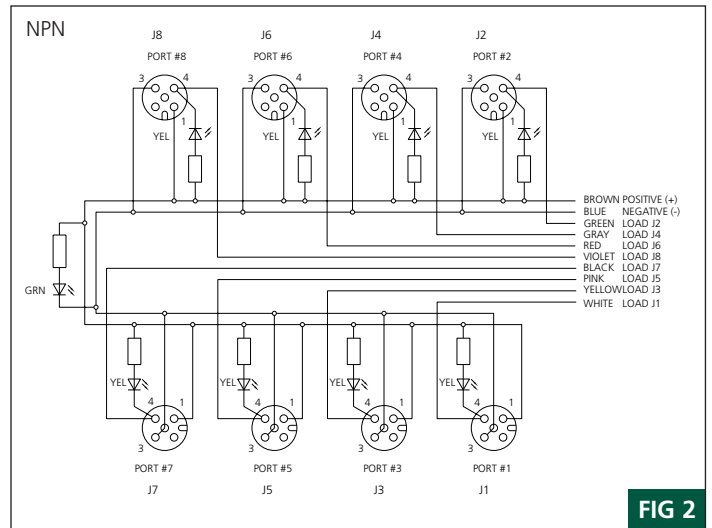 NPN
J8 J6 J4 J2
PORT #8 PORT #6 PORT #4 PORT #2
3 4 3 4 3 4 3 4
1 1 1 1
YEL YEL YEL YEL
BROWN POSITIVE (+)
BLUE NEGATIVE (-)
GREEN LOAD J2
GRAY LOAD J4
RED LOAD J6
VIOLET LOAD J8
BLACK LOAD J7
PINK LOAD J5
YELLOW LOAD J3
WHITE LOAD J1
GRN
YEL YEL YEL YEL
4 1 4 1 4 1 4 1
3 3 3 3
PORT #7 PORT #5 PORT #3 PORT #1
J7 J5 J3 J1
FIG 2